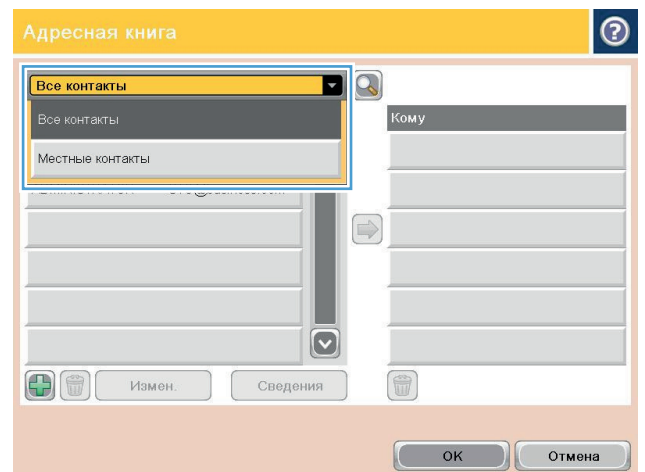 Адресная книга
?
Все контакты
Все контакты
Местные контакты
Кому
Измен.
Сведения
OK
Отмена